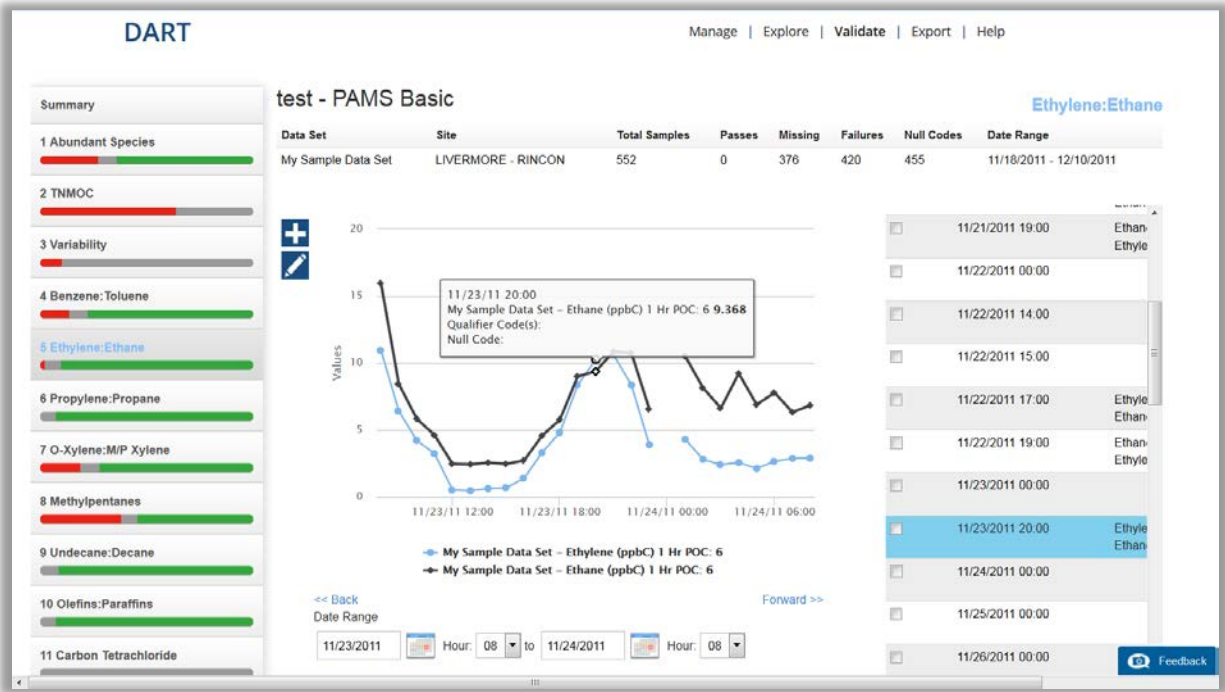 DART
Manage | Explore | Validate | Export | Help
Summary
1 Abundant Species
2 TNMOC
3 Variability
4 Benzene:Toluene
5 Ethylene:Ethane
6 Propylene:Propane
7 O-Xylene:M/P Xylene
8 Methylpentanes
9 Undecane:Decane
10 Olefins:Paraffins
11 Carbon Tetrachloride
test - PAMS Basic
Ethylene:Ethane
Data Set Site Total Samples Passes Missing Failures Null Codes Date Range
My Sample Data Set LIVERMORE - RINCON 552 0 376 420 455 11/18/2011 - 12/10/2011
Values
20
15
10
5
0
11/23/11 20:00
My Sample Data Set – Ethane (ppbC) 1 Hr POC: 6 9.368
Qualifier Code(s):
Null Code:
11/23/11 12:00 11/23/11 18:00 11/24/11 00:00 11/24/11 06:00
My Sample Data Set – Ethylene (ppbC) 1 Hr POC: 6
My Sample Data Set – Ethane (ppbC) 1 Hr POC: 6
<< Back Forward >>
Date Range
11/23/2011 Hour: 08 to 11/24/2011 Hour: 08
11/21/2011 19:00 Ethan
Ethyle
11/22/2011 00:00
11/22/2011 14:00
11/22/2011 15:00
11/22/2011 17:00 Ethyle
Ethan
11/22/2011 19:00 Ethan
Ethyle
11/23/2011 00:00
11/23/2011 20:00 Ethyle
Ethan
11/24/2011 00:00
11/25/2011 00:00
11/26/2011 00:00
Feedback